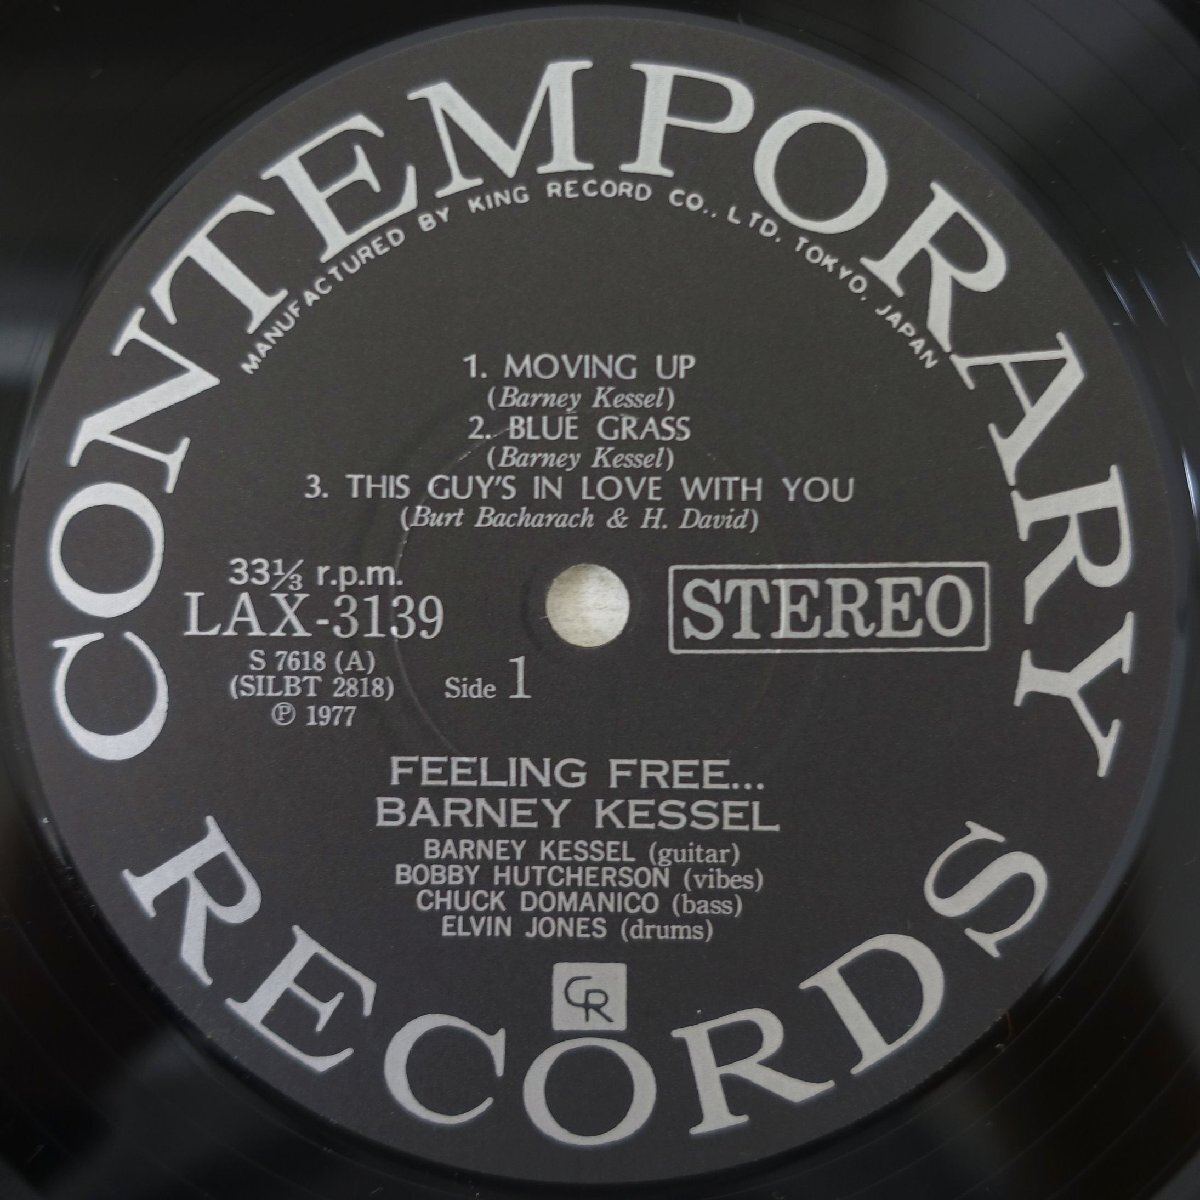 CONTEMPORARY
MANUFACTURED BY KING RECORD CO., LTD. TOKYO, JAPAN
1. MOVING UP
(Barney Kessel)
2. BLUE GRASS
(Barney Kessel)
3. THIS GUY'S IN LOVE WITH YOU
(Burt Bacharach & H. David)
33⅓ r.p.m.
LAX-3139
S 7618 (A)
(SILBT 2818)
℗ 1977
Side 1
STEREO
FEELING FREE...
BARNEY KESSEL
BARNEY KESSEL (guitar)
BOBBY HUTCHERSON (vibes)
CHUCK DOMANICO (bass)
ELVIN JONES (drums)
CR
RECORDS